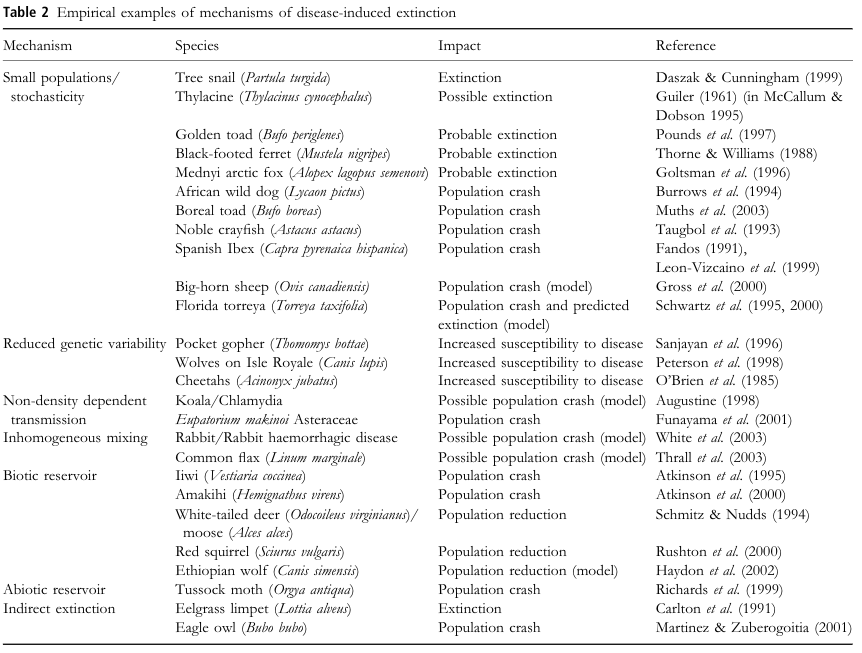 Table 2 Empirical examples of mechanisms of disease-induced extinction
Mechanism Species Impact Reference
Small populations/ Tree snail (Partula turgida) Extinction Daszak & Cunningham (1999)
stochasticity Thylacine (Thylacinus cynocephalus) Possible extinction Guiler (1961) (in McCallum &
Dobson 1995)
Golden toad (Bufo periglenes) Probable extinction Pounds et al. (1997)
Black-footed ferret (Mustela nigripes) Probable extinction Thorne & Williams (1988)
Mednyi arctic fox (Alopex lagopus semenovi) Probable extinction Goltsman et al. (1996)
African wild dog (Lycaon pictus) Population crash Burrows et al. (1994)
Boreal toad (Bufo boreas) Population crash Muths et al. (2003)
Noble crayfish (Astacus astacus) Population crash Taugbol et al. (1993)
Spanish Ibex (Capra pyrenaica hispanica) Population crash Fandos (1991),
Leon-Vizcaino et al. (1999)
Big-horn sheep (Ovis canadiensis) Population crash (model) Gross et al. (2000)
Florida torreya (Torreya taxifolia) Population crash and predicted Schwartz et al. (1995, 2000)
extinction (model)
Reduced genetic variability Pocket gopher (Thomomys bottae) Increased susceptibility to disease Sanjayan et al. (1996)
Wolves on Isle Royale (Canis lupis) Increased susceptibility to disease Peterson et al. (1998)
Cheetahs (Acinonyx jubatus) Increased susceptibility to disease O'Brien et al. (1985)
Non-density dependent Koala/Chlamydia Possible population crash (model) Augustine (1998)
transmission Eupatorium makinoi Asteraceae Population crash Funayama et al. (2001)
Inhomogeneous mixing Rabbit/Rabbit haemorrhagic disease Possible population crash (model) White et al. (2003)
Common flax (Linum marginale) Possible population crash (model) Thrall et al. (2003)
Biotic reservoir Iiwi (Vestiaria coccinea) Population crash Atkinson et al. (1995)
Amakihi (Hemignathus virens) Population crash Atkinson et al. (2000)
White-tailed deer (Odocoileus virginianus)/ Population reduction Schmitz & Nudds (1994)
moose (Alces alces)
Red squirrel (Sciurus vulgaris) Population reduction Rushton et al. (2000)
Ethiopian wolf (Canis simensis) Population reduction (model) Haydon et al. (2002)
Abiotic reservoir Tussock moth (Orgya antiqua) Population crash Richards et al. (1999)
Indirect extinction Eelgrass limpet (Lottia alveus) Extinction Carlton et al. (1991)
Eagle owl (Bubo bubo) Population crash Martinez & Zuberogoitia (2001)